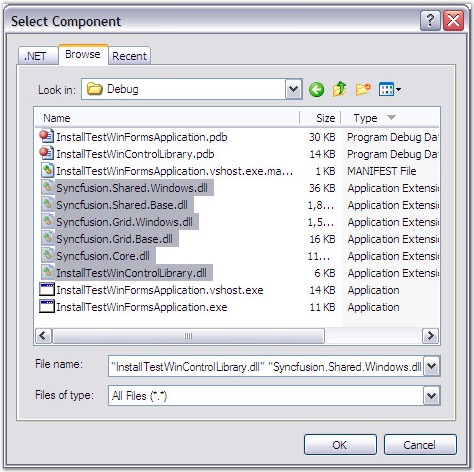 Select Component
.NET Browse Recent
Look in: Debug
Name Size Type
InstallTestWinFormsApplication.pdb 30 KB Program Debug Dat
InstallTestWinControlLibrary.pdb 14 KB Program Debug Dat
InstallTestWinFormsApplication.vshost.exe.ma... 1 KB MANIFEST File
Syncfusion.Shared.Windows.dll 36 KB Application Extensi
Syncfusion.Shared.Base.dll 1,8... Application Extensi
Syncfusion.Grid.Windows.dll 1,5... Application Extensi
Syncfusion.Grid.Base.dll 16 KB Application Extensi
Syncfusion.Core.dll 11... Application Extensi
InstallTestWinControlLibrary.dll 6 KB Application Extensi
InstallTestWinFormsApplication.vshost.exe 14 KB Application
InstallTestWinFormsApplication.exe 11 KB Application
File name: "InstallTestWinControlLibrary.dll" "Syncfusion.Shared.Windows.dll
Files of type: All Files (*.*)
OK Cancel